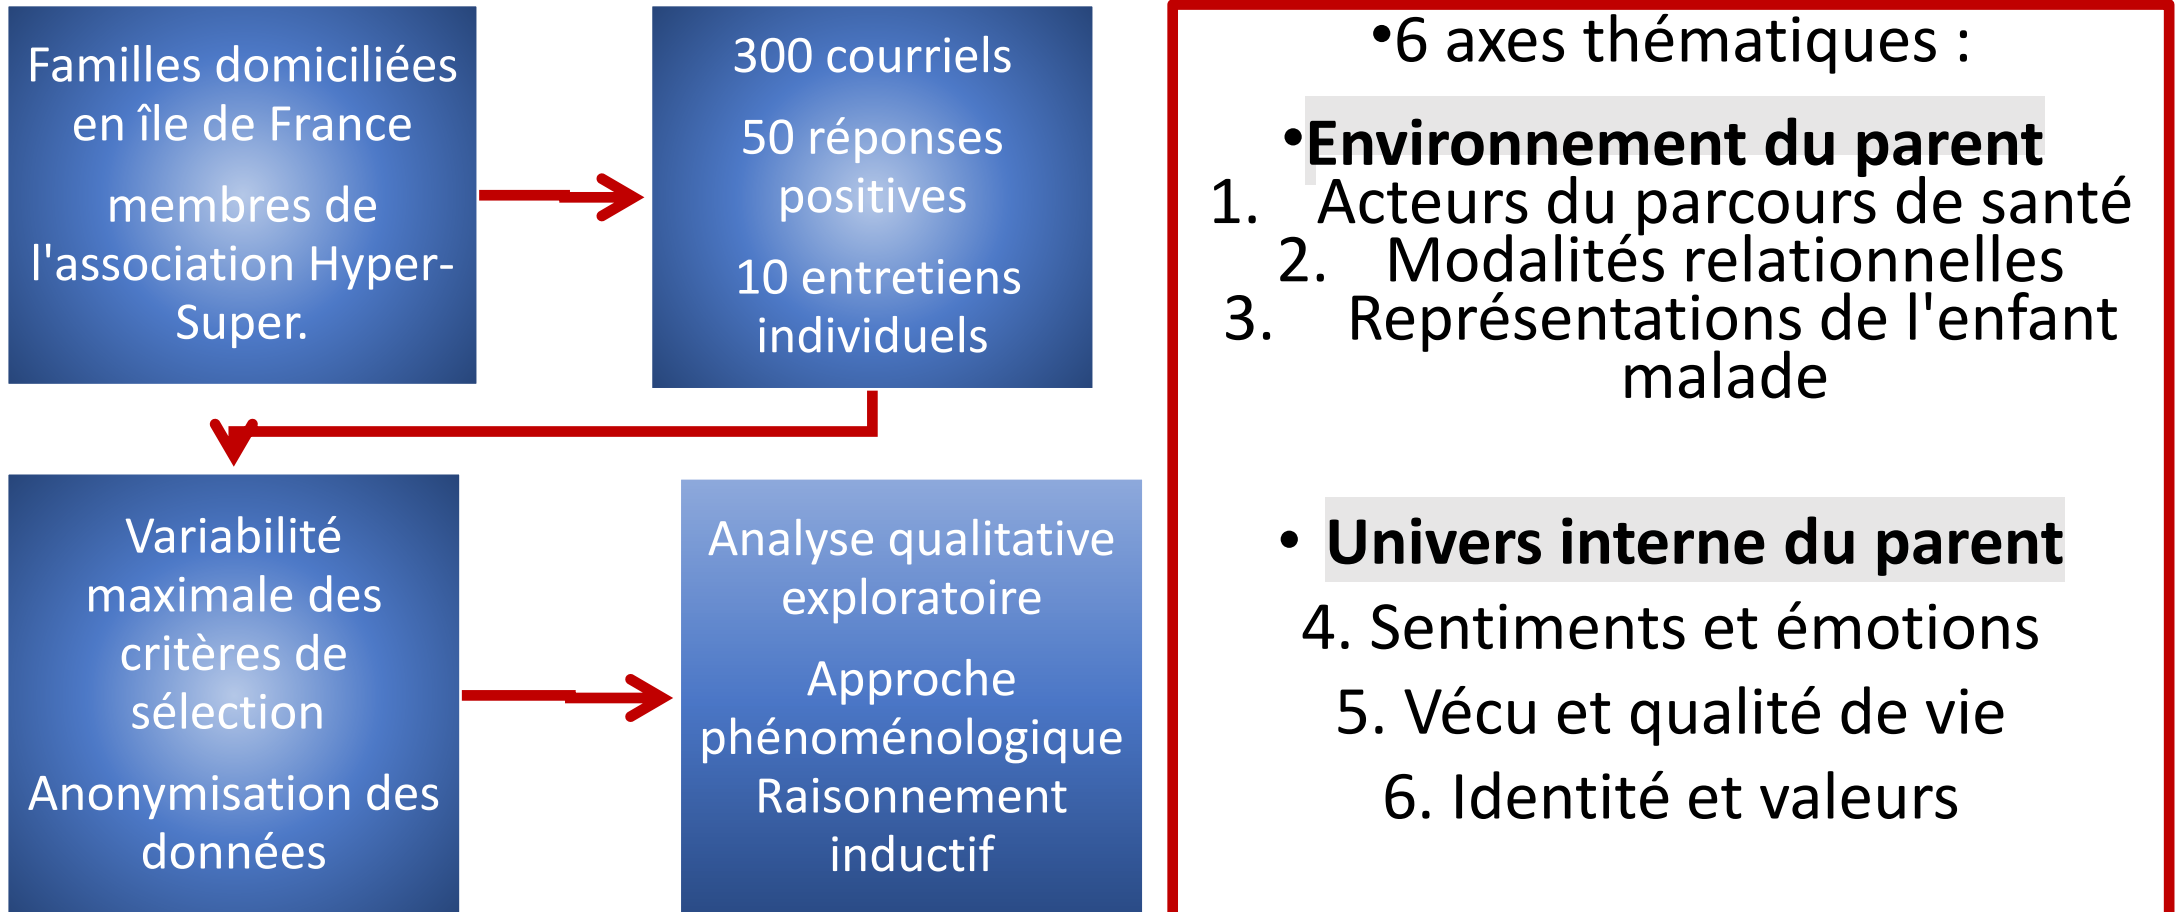 Familles domiciliées
en île de France
membres de
l'association Hyper-
Super.
300 courriels
50 réponses
positives
10 entretiens
individuels
Variabilité
maximale des
critères de
sélection
Anonymisation des
données
Analyse qualitative
exploratoire
Approche
phénoménologique
Raisonnement
inductif
•6 axes thématiques :
•Environnement du parent
1. Acteurs du parcours de santé
2. Modalités relationnelles
3. Représentations de l'enfant
malade
• Univers interne du parent
4. Sentiments et émotions
5. Vécu et qualité de vie
6. Identité et valeurs